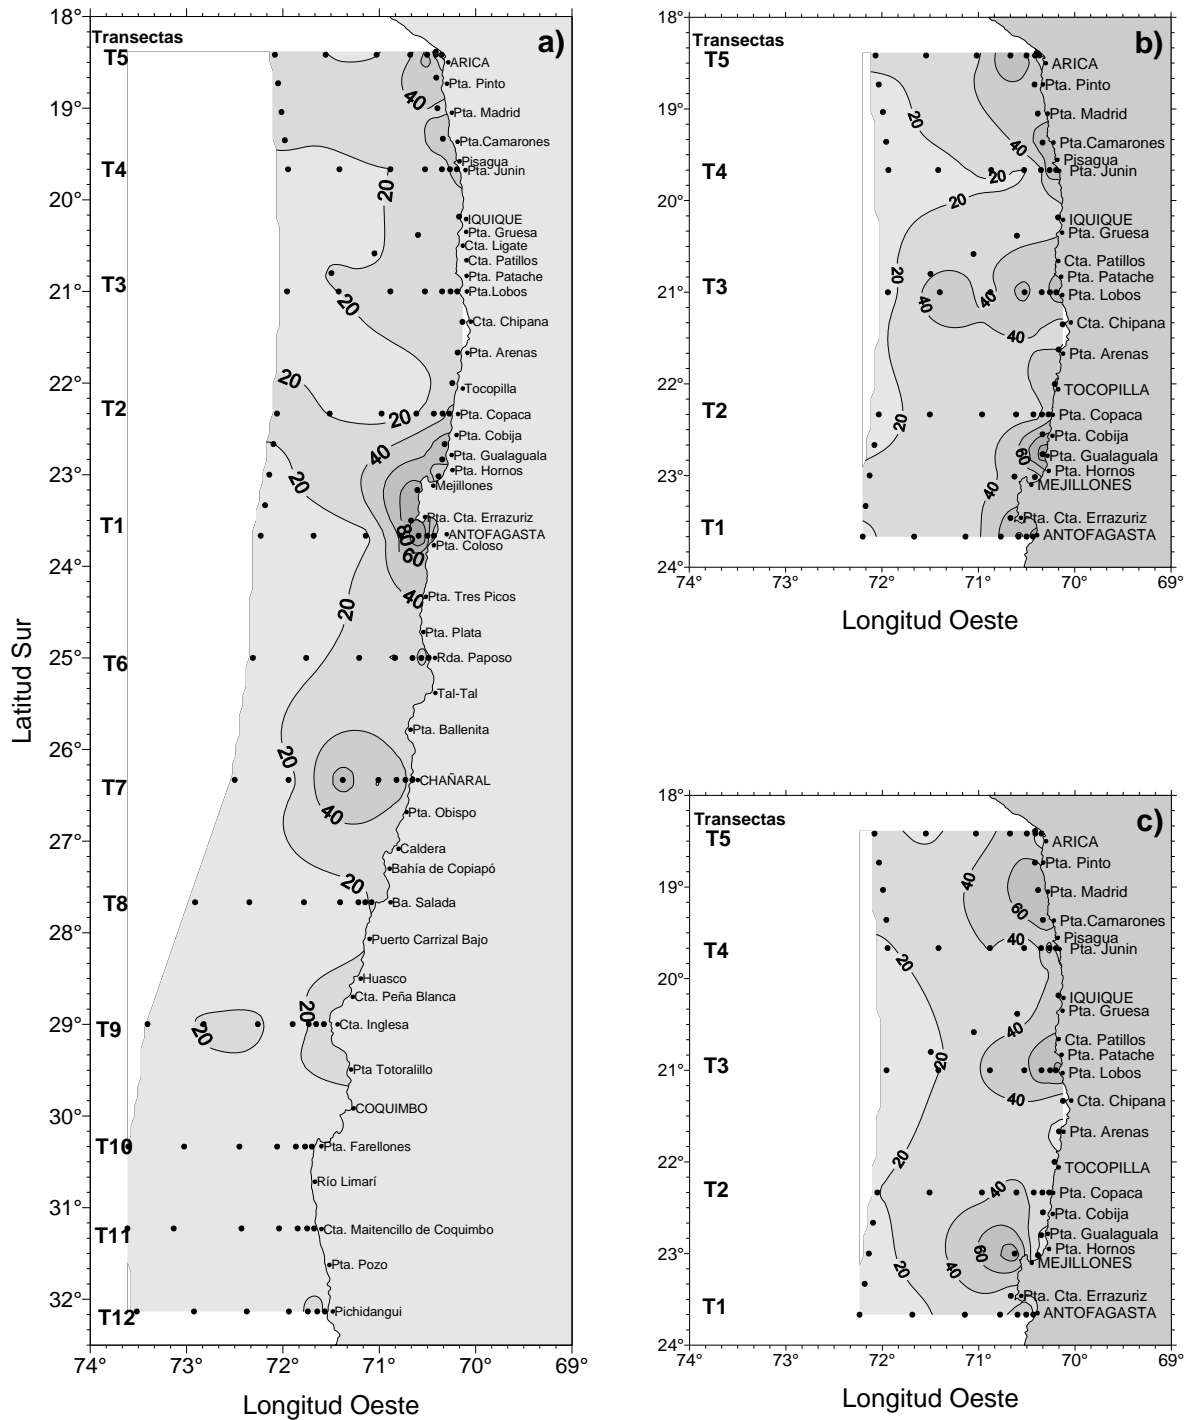 18°
Transectas
a)
T5
ARICA
Pta. Pinto
40
19°
Pta. Madrid
Pta.Camarones
Pisagua
T4
Pta. Junin
20
20°
IQUIQUE
Pta. Gruesa
Cta. Ligate
Cta. Patillos
T3
Pta. Patache
21°
Pta.Lobos
20
Cta. Chipana
Pta. Arenas
20
22°
Tocopilla
T2
20
Pta. Copaca
Pta. Cobija
40
Pta. Gualaguala
23°
20
Pta. Hornos
Mejillones
T1
Pta. Cta. Errazuriz
80
ANTOFAGASTA
Pta. Coloso
60
24°
40
Pta. Tres Picos
20
Pta. Plata
T6
25°
Rda. Paposo
Tal-Tal
Pta. Ballenita
26°
20
T7
CHAÑARAL
40
Pta. Obispo
27°
Caldera
Bahía de Copiapó
20
T8
Ba. Salada
28°
Puerto Carrizal Bajo
Huasco
Cta. Peña Blanca
20
T9
29°
20
Cta. Inglesa
Pta Totoralillo
30°
COQUIMBO
T10
Pta. Farellones
Río Limarí
31°
T11
Cta. Maitencillo de Coquimbo
Pta. Pozo
32°
T12
Pichidangui
74° 73° 72° 71° 70° 69°
Latitud Sur
Longitud Oeste
18°
Transectas
b)
T5
ARICA
Pta. Pinto
19°
20
Pta. Madrid
40
Pta.Camarones
Pisagua
T4
20
Pta. Junin
20°
20
IQUIQUE
Pta. Gruesa
Cta. Patillos
20
Pta. Patache
T3
21°
40
40
Pta. Lobos
Cta. Chipana
40
Pta. Arenas
22°
TOCOPILLA
T2
20
Pta. Copaca
Pta. Cobija
60
Pta. Gualaguala
23°
Pta. Hornos
40
MEJILLONES
T1
Pta. Cta. Errazuriz
ANTOFAGASTA
24°
74° 73° 72° 71° 70° 69°
Longitud Oeste
18°
Transectas
c)
T5
ARICA
Pta. Pinto
40
19°
Pta. Madrid
60
Pta.Camarones
40
Pisagua
T4
Pta. Junin
20
20°
IQUIQUE
Pta. Gruesa
40
Cta. Patillos
20
Pta. Patache
T3
21°
Pta. Lobos
40
Cta. Chipana
Pta. Arenas
22°
20
TOCOPILLA
T2
40
Pta. Copaca
Pta. Cobija
Pta. Gualaguala
23°
60
Pta. Hornos
MEJILLONES
20
40
T1
Pta. Cta. Errazuriz
ANTOFAGASTA
24°
74° 73° 72° 71° 70° 69°
Longitud Oeste